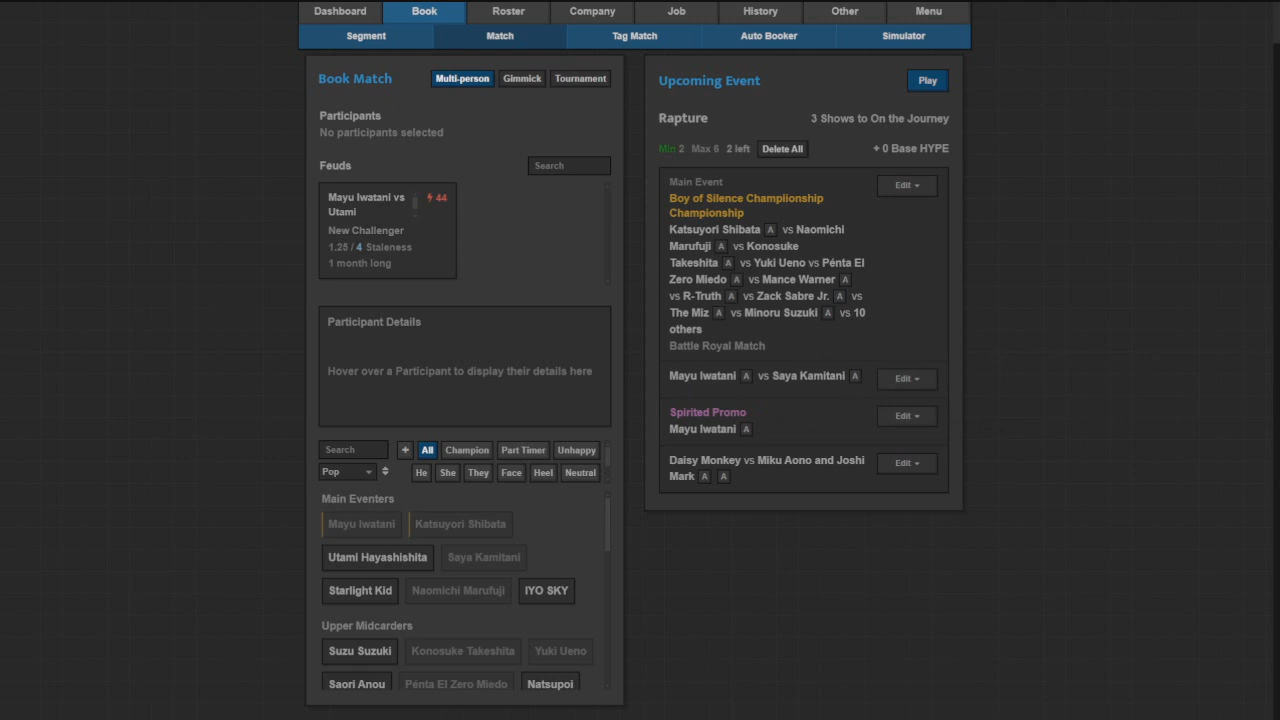 Dashboard Book Roster Company Job History Other Menu
Segment Match Tag Match Auto Booker Simulator
Book Match Multi-person Gimmick Tournament
Participants
No participants selected
Feuds Search
Mayu Iwatani vs Utami 44
New Challenger
1.25 / 4 Staleness
1 month long
Participant Details
Hover over a Participant to display their details here
Search + All Champion Part Timer Unhappy
Pop He She They Face Heel Neutral
Main Eventers
Mayu Iwatani Katsuyori Shibata
Utami Hayashishita Saya Kamitani
Starlight Kid Naomichi Marufuji IYO SKY
Upper Midcarders
Suzu Suzuki Konosuke Takeshita Yuki Ueno
Saori Anou Pénta El Zero Miedo Natsupoi
Upcoming Event Play
Rapture 3 Shows to On the Journey
Min 2 Max 6 2 left Delete All + 0 Base HYPE
Main Event Edit
Boy of Silence Champlionship
Championship
Katsuyori Shibata A vs Naomichi
Marufuji A vs Konosuke
Takeshita A vs Yuki Ueno vs Pénta El
Zero Miedo A vs Mance Warner A
vs R-Truth A vs Zack Sabre Jr. A vs
The Miz A vs Minoru Suzuki A vs 10
others
Battle Royal Match
Mayu Iwatani A vs Saya Kamitani A Edit
Spirited Promo Edit
Mayu Iwatani A
Daisy Monkey vs Miku Aono and Joshi Edit
Mark A A